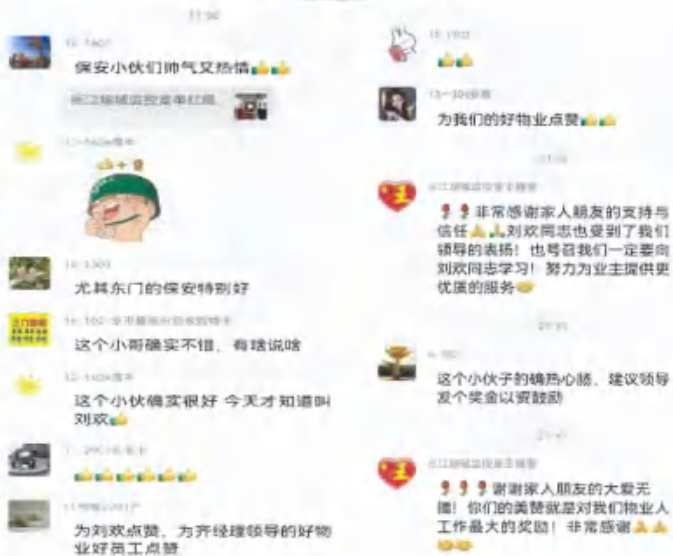 保安小伙们帅气又热情👍👍
👍+🌹
尤其东门的保安特别好
这个小哥确实不错，有啥说啥
这个小伙确实很好 今天才知道叫
刘欢👍
👍👍👍👍👍👍
为刘欢点赞，为齐经理领导的好物
业好员工点赞
👍👍
为我们的好物业点赞👍👍
🌹🌹非常感谢家人朋友的支持与
信任🙏🙏刘欢同志也受到了我们
领导的表扬！也号召我们一定要向
刘欢同志学习！努力为业主提供更
优质的服务🤝
这个小伙子的确热心肠，建议领导
发个奖金以资鼓励
🌹🌹🌹谢谢家人朋友的大爱无
疆！你们的美赞就是对我们物业人
工作最大的奖励！非常感谢🙏🙏
🤝🤝